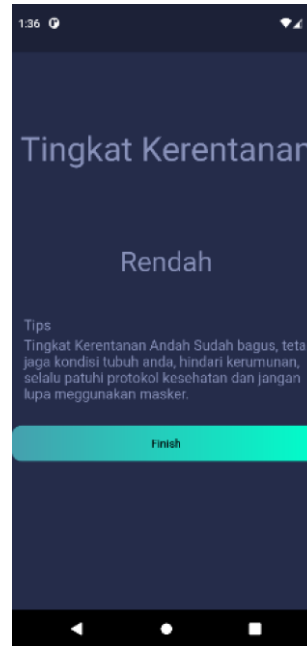 1:36
Tingkat Kerentanan
Rendah
Tips
Tingkat Kerentanan Andah Sudah bagus, teta
jaga kondisi tubuh anda, hindari kerumunan,
selalu patuhi protokol kesehatan dan jangan
lupa meggunakan masker.
Finish